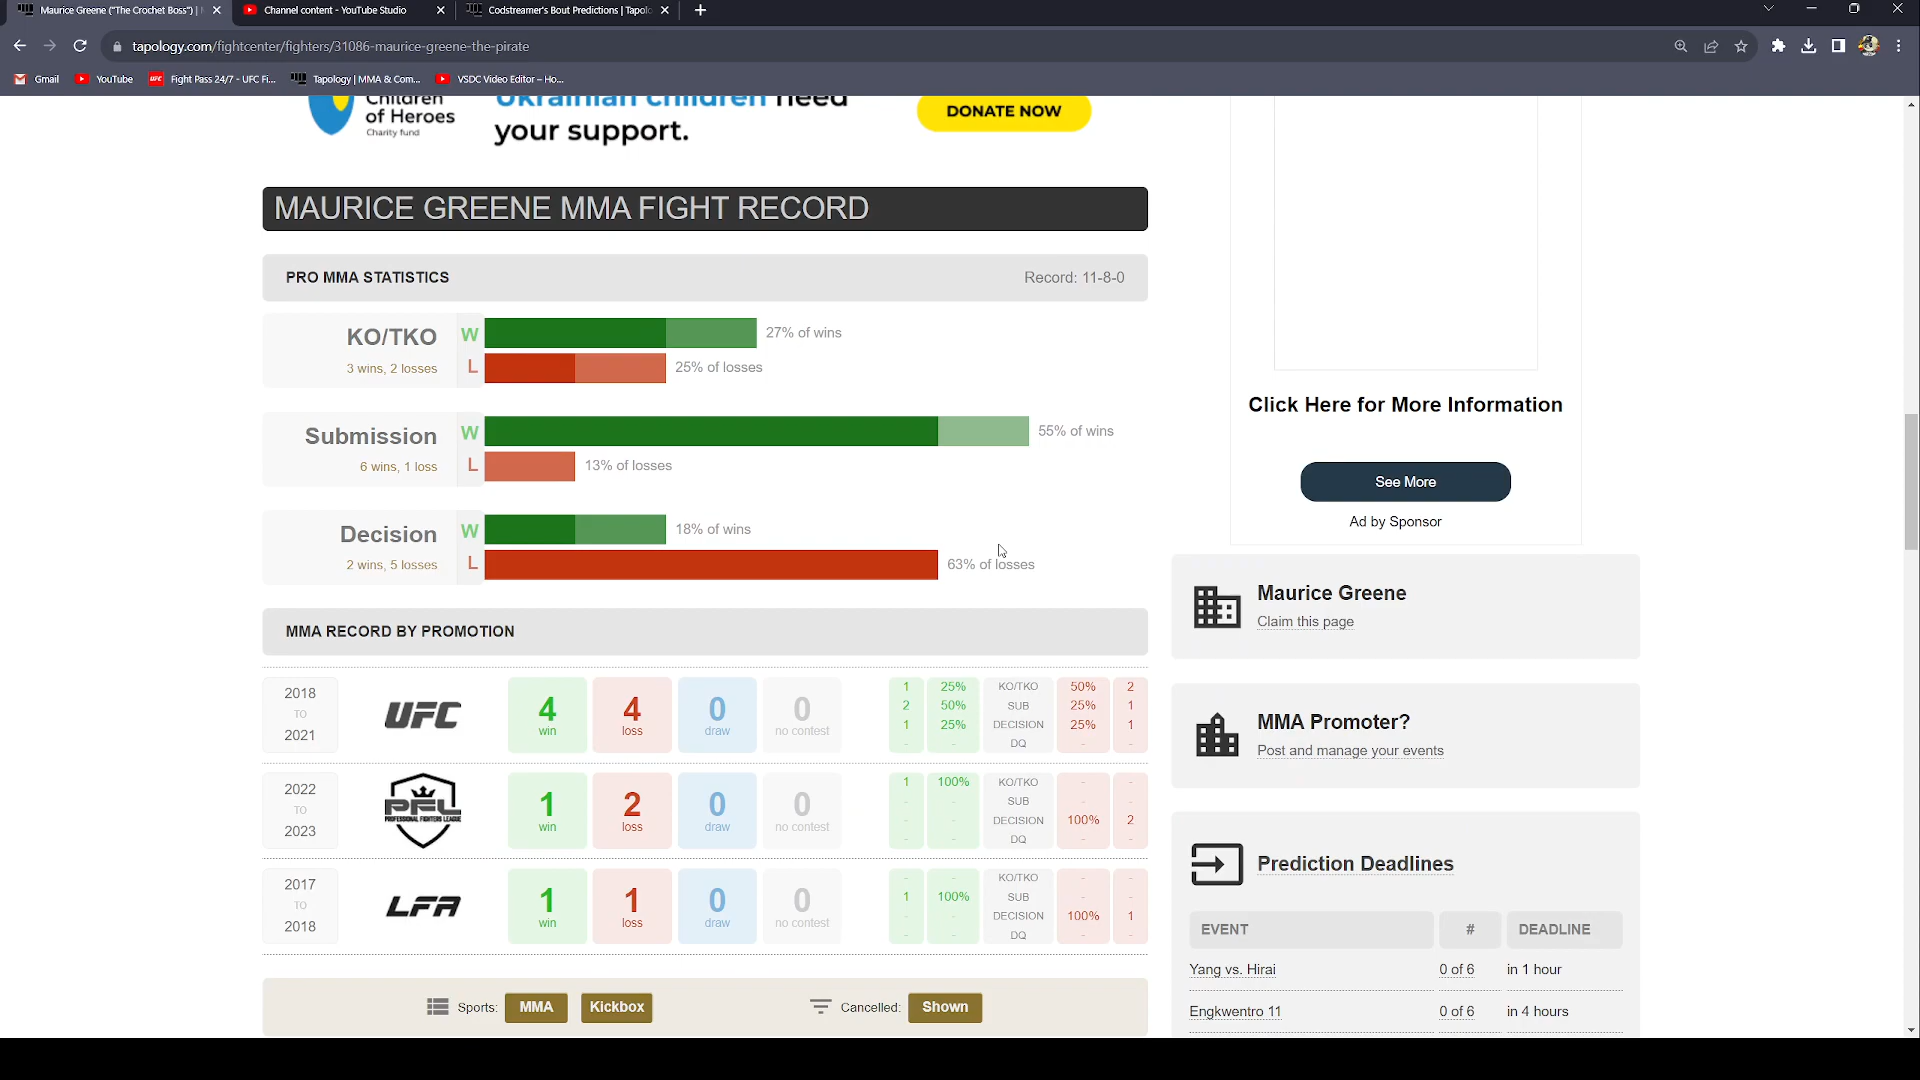 Maurice Greene ("The Crochet Boss") |
Channel content - YouTube Studio
Codstreamer's Bout Predictions | Tapolo
tapology.com/fightcenter/fighters/31086-maurice-greene-the-pirate
Gmail
YouTube
Fight Pass 24/7 - UFC Fi...
Tapology | MMA & Com...
VSDC Video Editor – Ho...
Children
of Heroes
Charity fund
Ukrainian children need
your support.
DONATE NOW
MAURICE GREENE MMA FIGHT RECORD
PRO MMA STATISTICS
Record: 11-8-0
KO/TKO
3 wins, 2 losses
W
27% of wins
L
25% of losses
Submission
6 wins, 1 loss
W
55% of wins
L
13% of losses
Decision
2 wins, 5 losses
W
18% of wins
L
63% of losses
MMA RECORD BY PROMOTION
2018
TO
2021
UFC
4
win
4
loss
0
draw
0
no contest
1 25% KO/TKO 50% 2
2 50% SUB 25% 1
1 25% DECISION 25% 1
- - DQ - -
2022
TO
2023
PFL
PROFESSIONAL FIGHTERS LEAGUE
1
win
2
loss
0
draw
0
no contest
1 100% KO/TKO - -
- - SUB - -
- - DECISION 100% 2
- - DQ - -
2017
TO
2018
LFA
1
win
1
loss
0
draw
0
no contest
- - KO/TKO - -
1 100% SUB - -
- - DECISION 100% 1
- - DQ - -
Sports: MMA Kickbox
Cancelled: Shown
Click Here for More Information
See More
Ad by Sponsor
Maurice Greene
Claim this page
MMA Promoter?
Post and manage your events
Prediction Deadlines
EVENT # DEADLINE
Yang vs. Hirai 0 of 6 in 1 hour
Engkwentro 11 0 of 6 in 4 hours